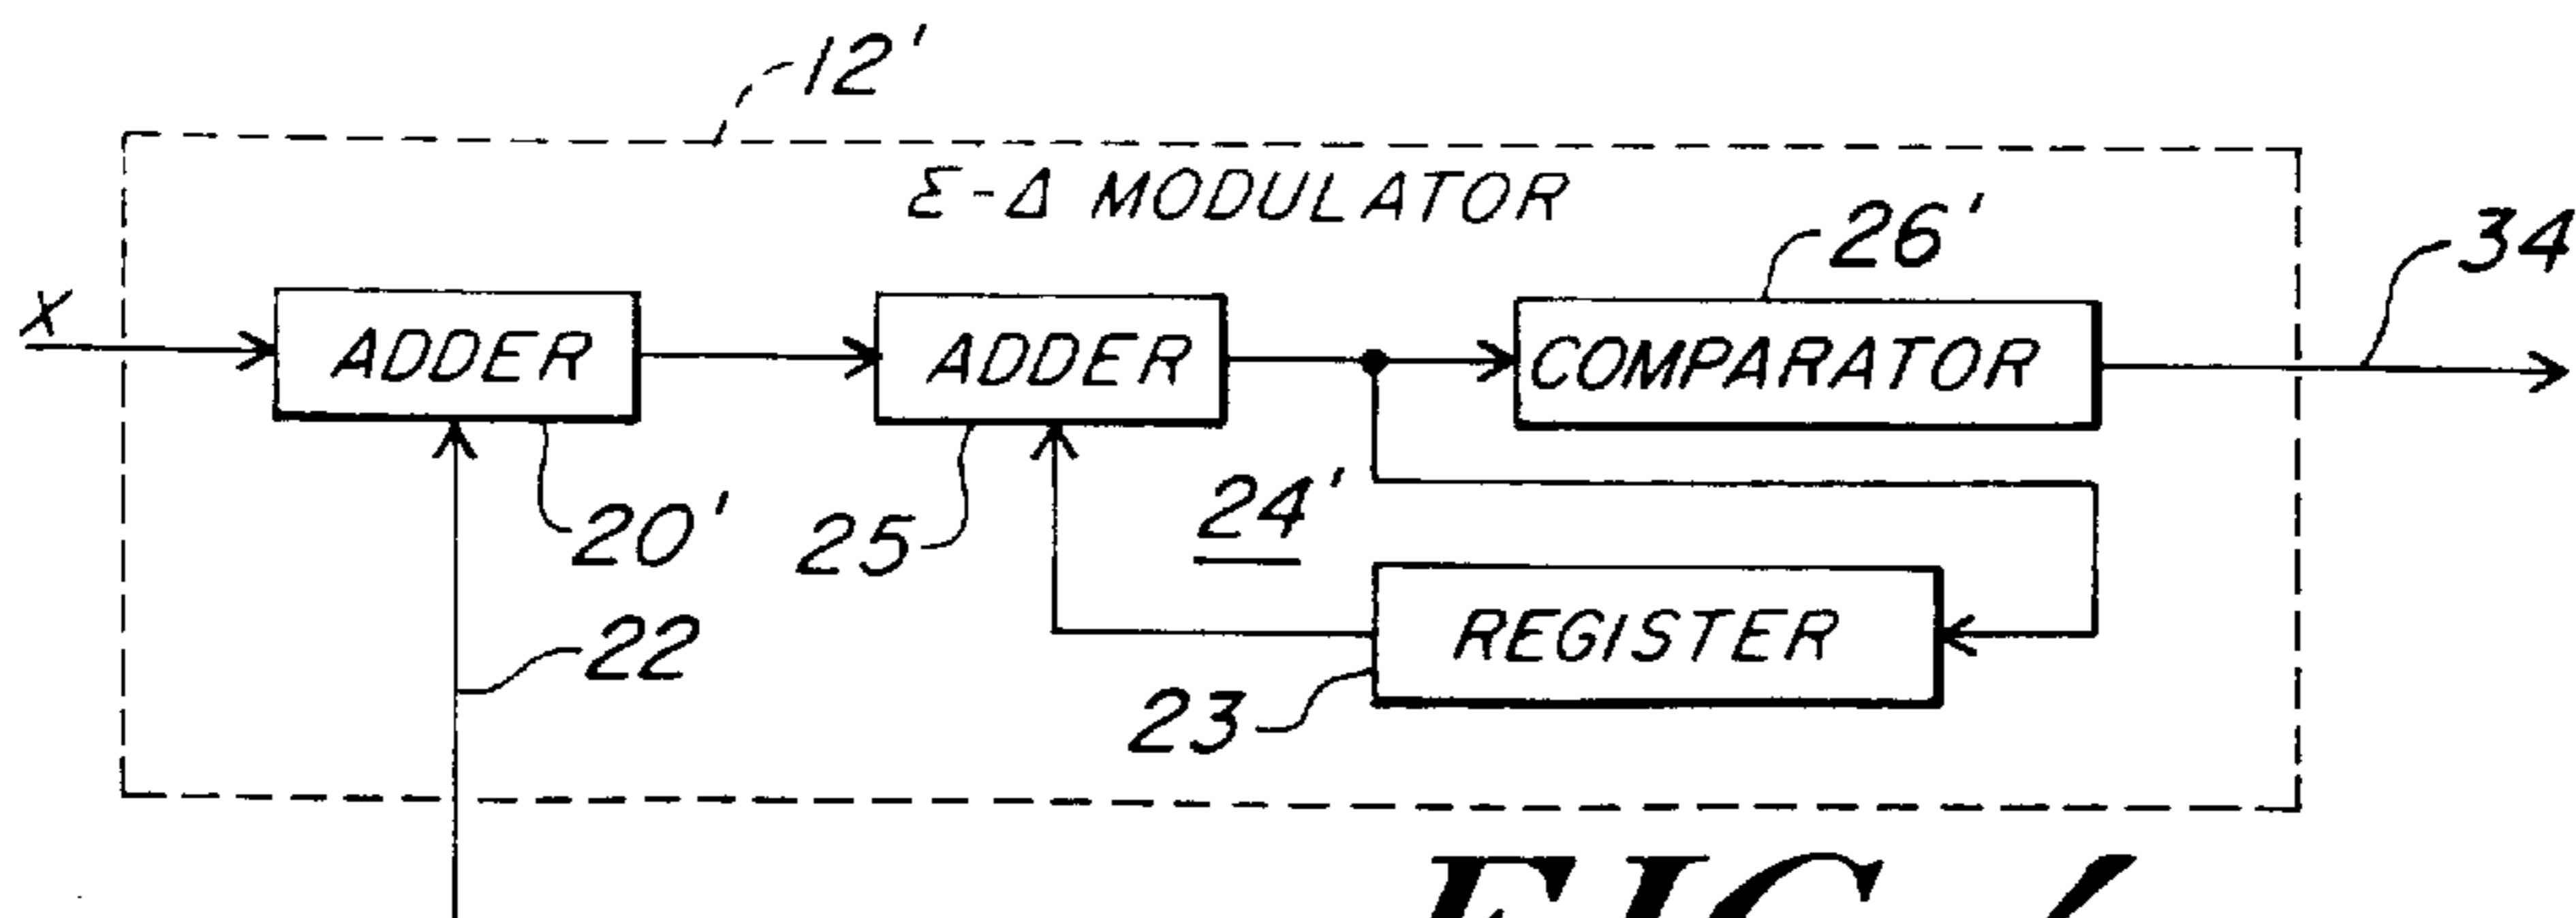 12'
Σ-Δ MODULATOR
26'
34
X
ADDER
ADDER
COMPARATOR
20'
25
24'
22
REGISTER
23